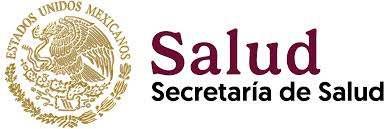 ESTADOS UNIDOS MEXICANOS
Salud
Secretaría de Salud